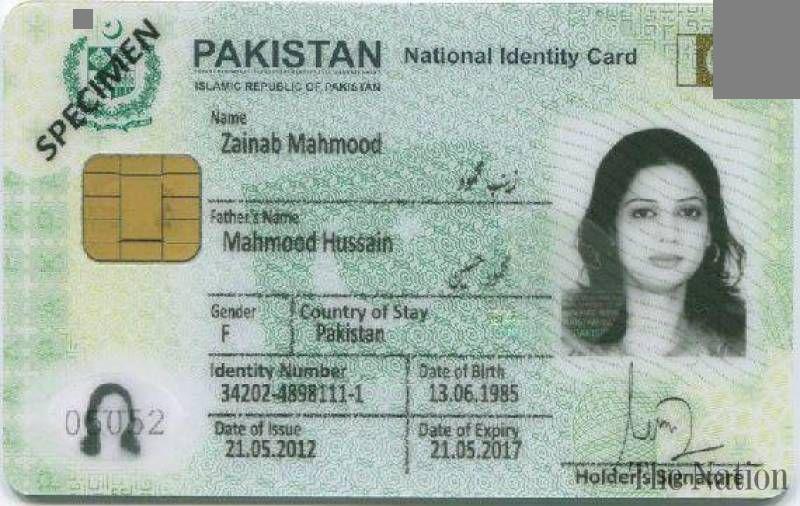 SPECIMEN
PAKISTAN National Identity Card
ISLAMIC REPUBLIC OF PAKISTAN
Name
Zainab Mahmood
زینب محمود
Father's Name
Mahmood Hussain
محمود حسین
Gender Country of Stay
F Pakistan
Identity Number Date of Birth
34202-4898111-1 13.06.1985
Date of Issue Date of Expiry
21.05.2012 21.05.2017
Holder's Signature
The Nation